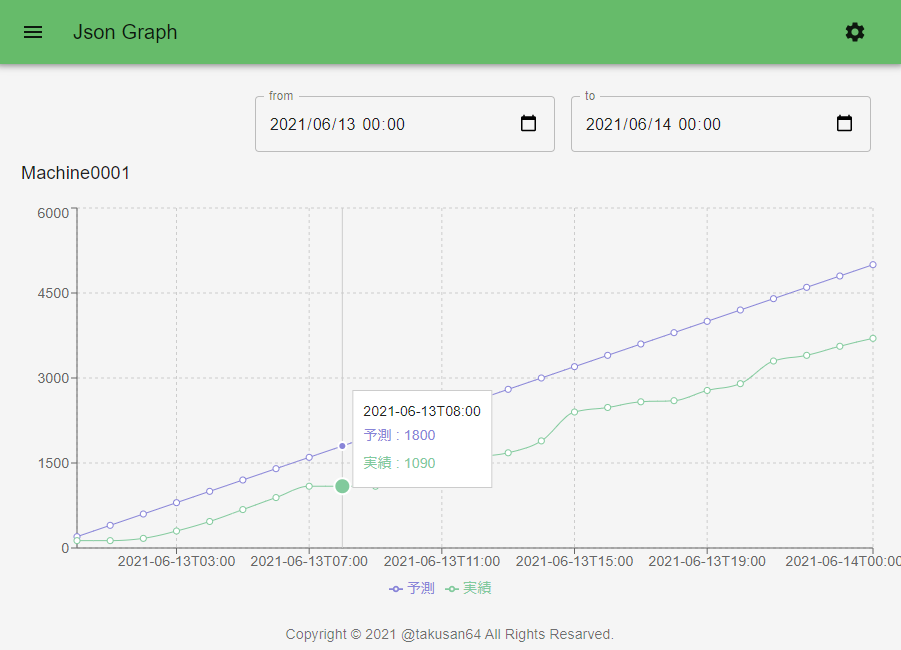 Json Graph
from
to
2021/06/13 00:00
2021/06/14 00:00
Machine0001
6000
4500
3000
1500
0
2021-06-13T08:00
予測 : 1800
実績 : 1090
2021-06-13T03:00 2021-06-13T07:00 2021-06-13T11:00 2021-06-13T15:00 2021-06-13T19:00 2021-06-14T00:00
予測 実績
Copyright © 2021 @takusan64 All Rights Resarved.